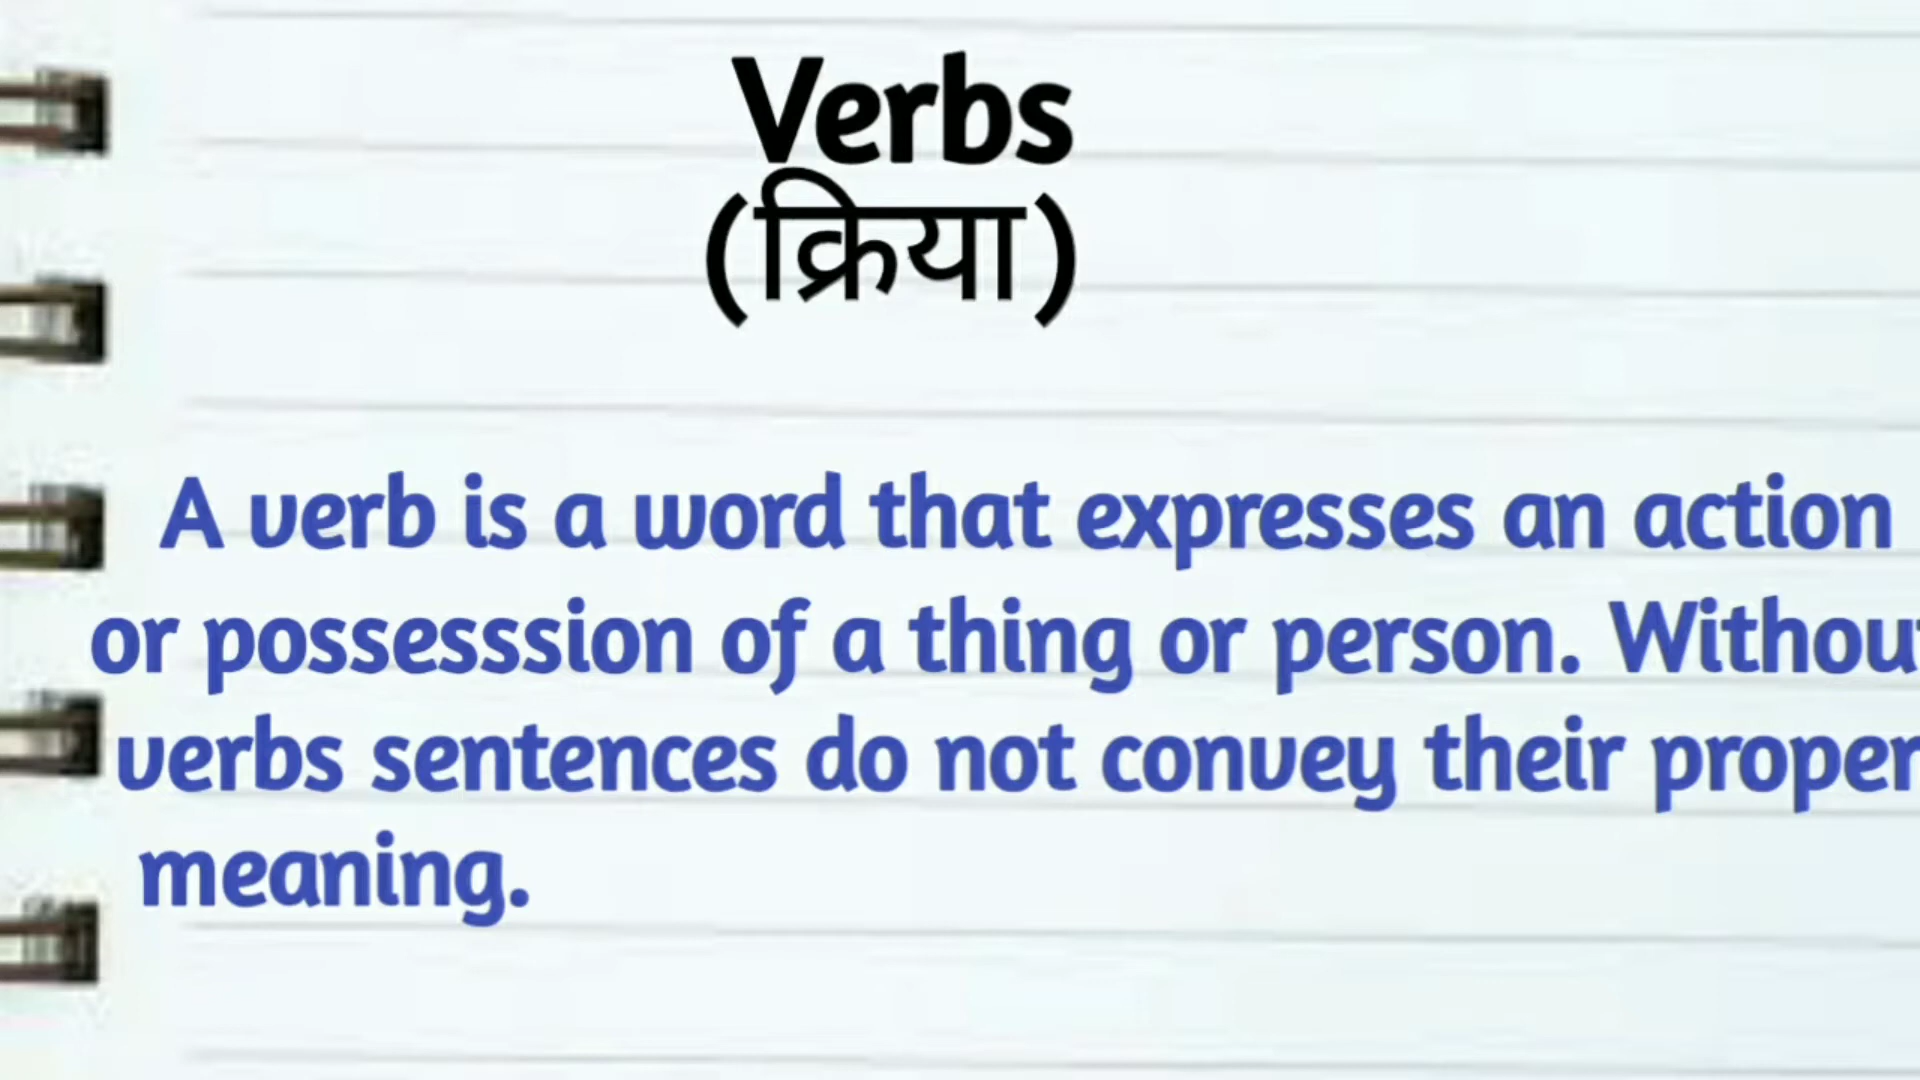 Verbs
(क्रिया)
A verb is a word that expresses an action
or possesssion of a thing or person. Without
verbs sentences do not convey their proper
meaning.